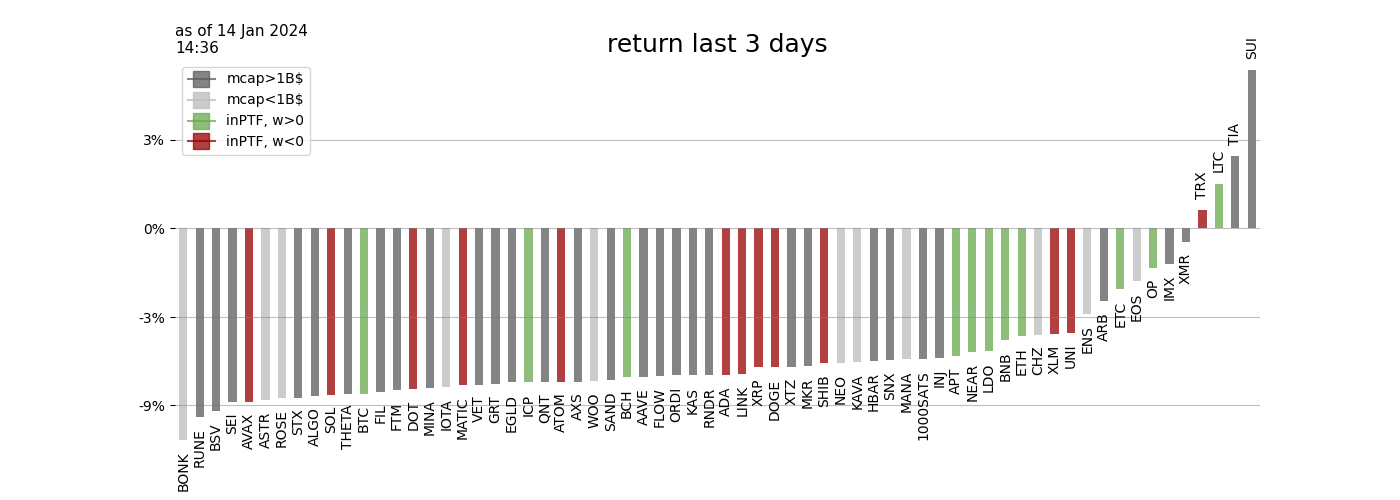 as of 14 Jan 2024
14:36
return last 3 days
mcap>1B$
mcap<1B$
inPTF, w>0
inPTF, w<0
3%
0%
-3%
-9%
BONK
RUNE
BSV
SEI
AVAX
ASTR
ROSE
STX
ALGO
SOL
THETA
BTC
FIL
FTM
DOT
MINA
IOTA
MATIC
VET
GRT
EGLD
ICP
QNT
ATOM
AXS
WOO
SAND
BCH
AAVE
FLOW
ORDI
KAS
RNDR
ADA
LINK
XRP
DOGE
XTZ
MKR
SHIB
NEO
KAVA
HBAR
SNX
MANA
1000SATS
INJ
APT
NEAR
LDO
BNB
ETH
CHZ
XLM
UNI
ENS
ARB
ETC
EOS
OP
IMX
XMR
TRX
LTC
TIA
SUI